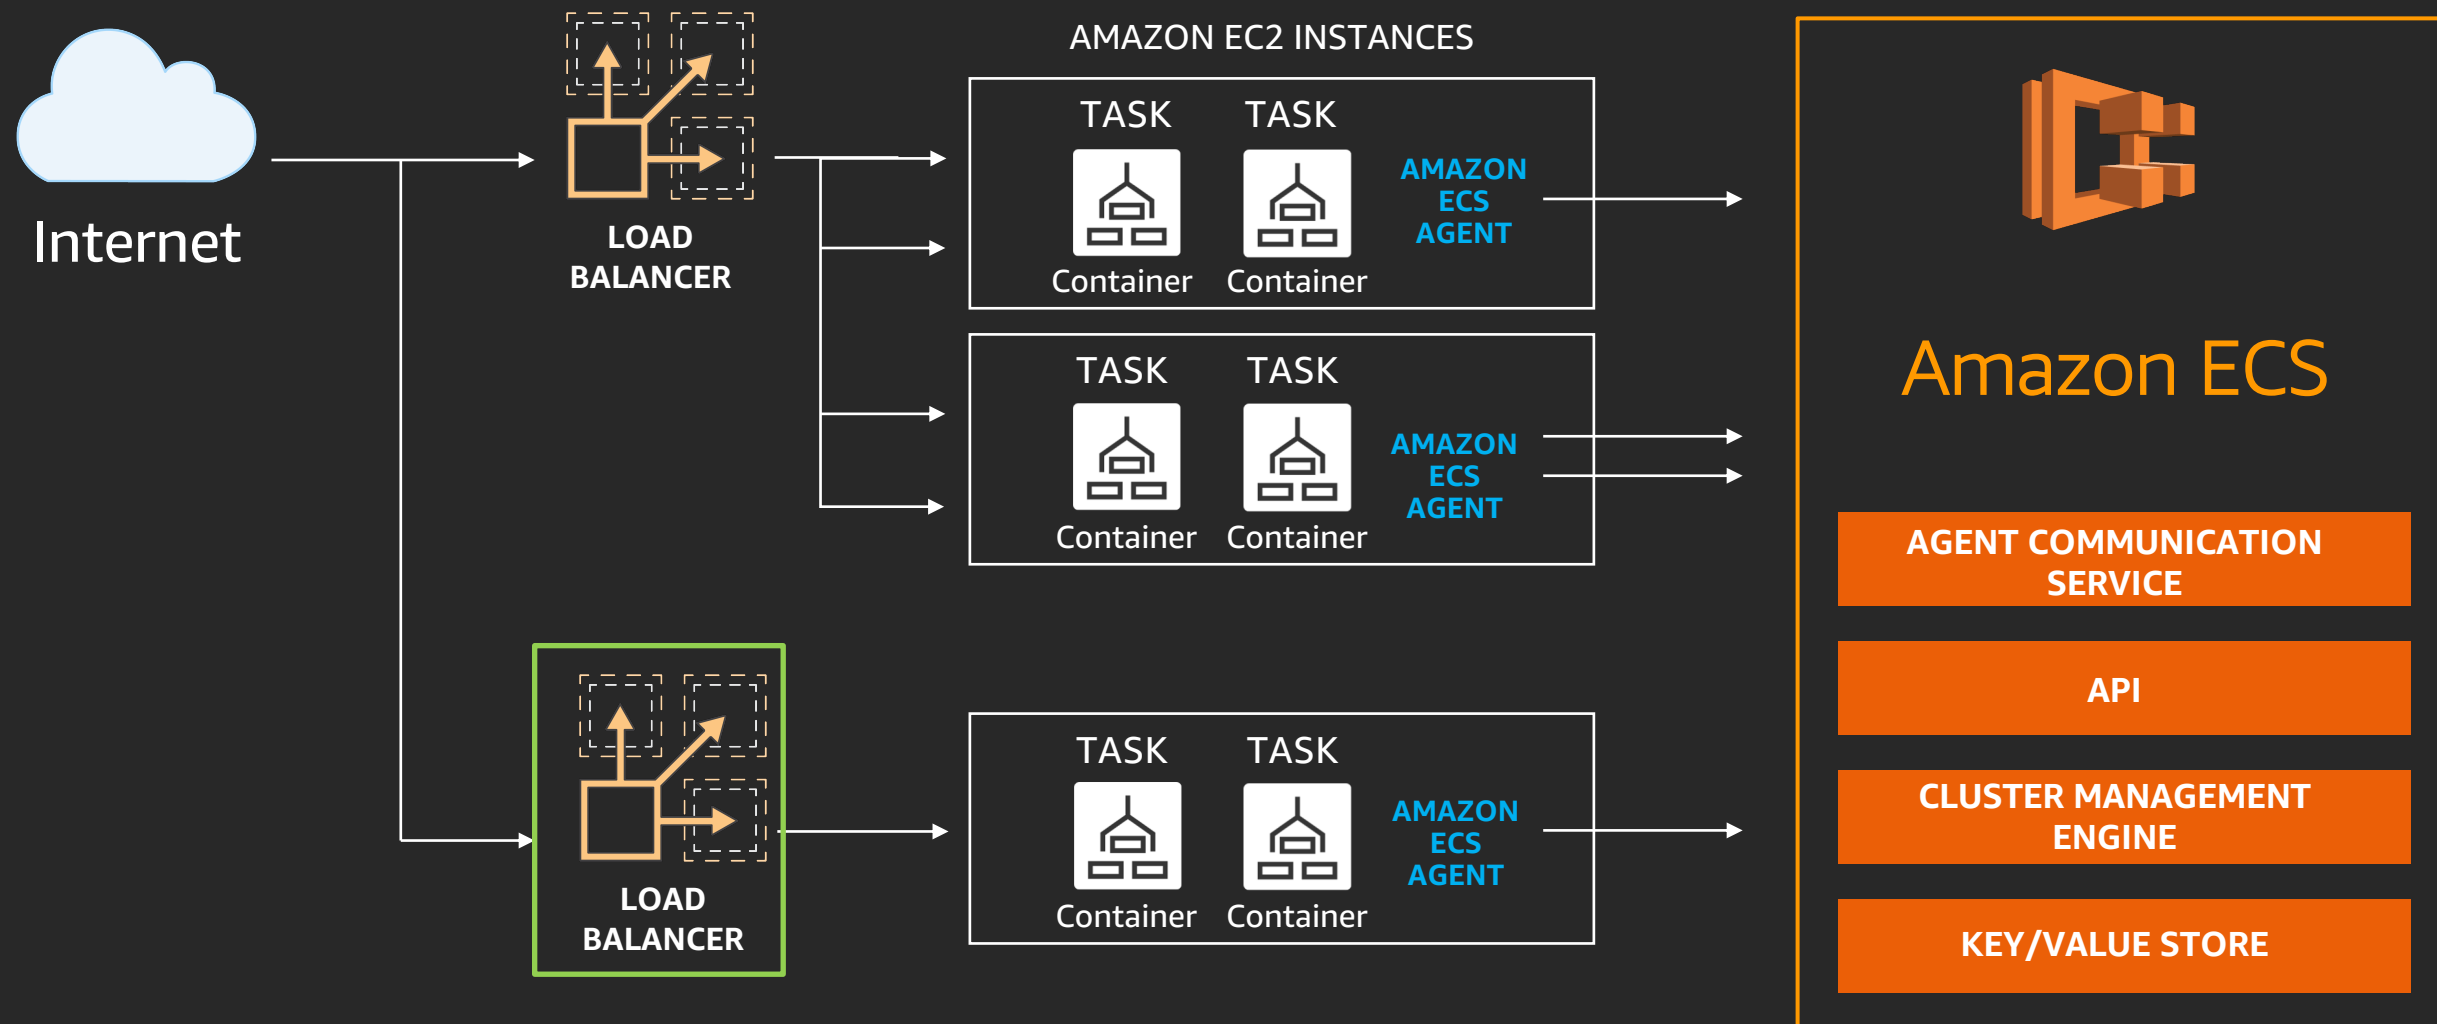 Internet
LOAD
BALANCER
AMAZON EC2 INSTANCES
TASK TASK
Container Container
AMAZON
ECS
AGENT
TASK TASK
Container Container
AMAZON
ECS
AGENT
LOAD
BALANCER
TASK TASK
Container Container
AMAZON
ECS
AGENT
Amazon ECS
AGENT COMMUNICATION
SERVICE
API
CLUSTER MANAGEMENT
ENGINE
KEY/VALUE STORE